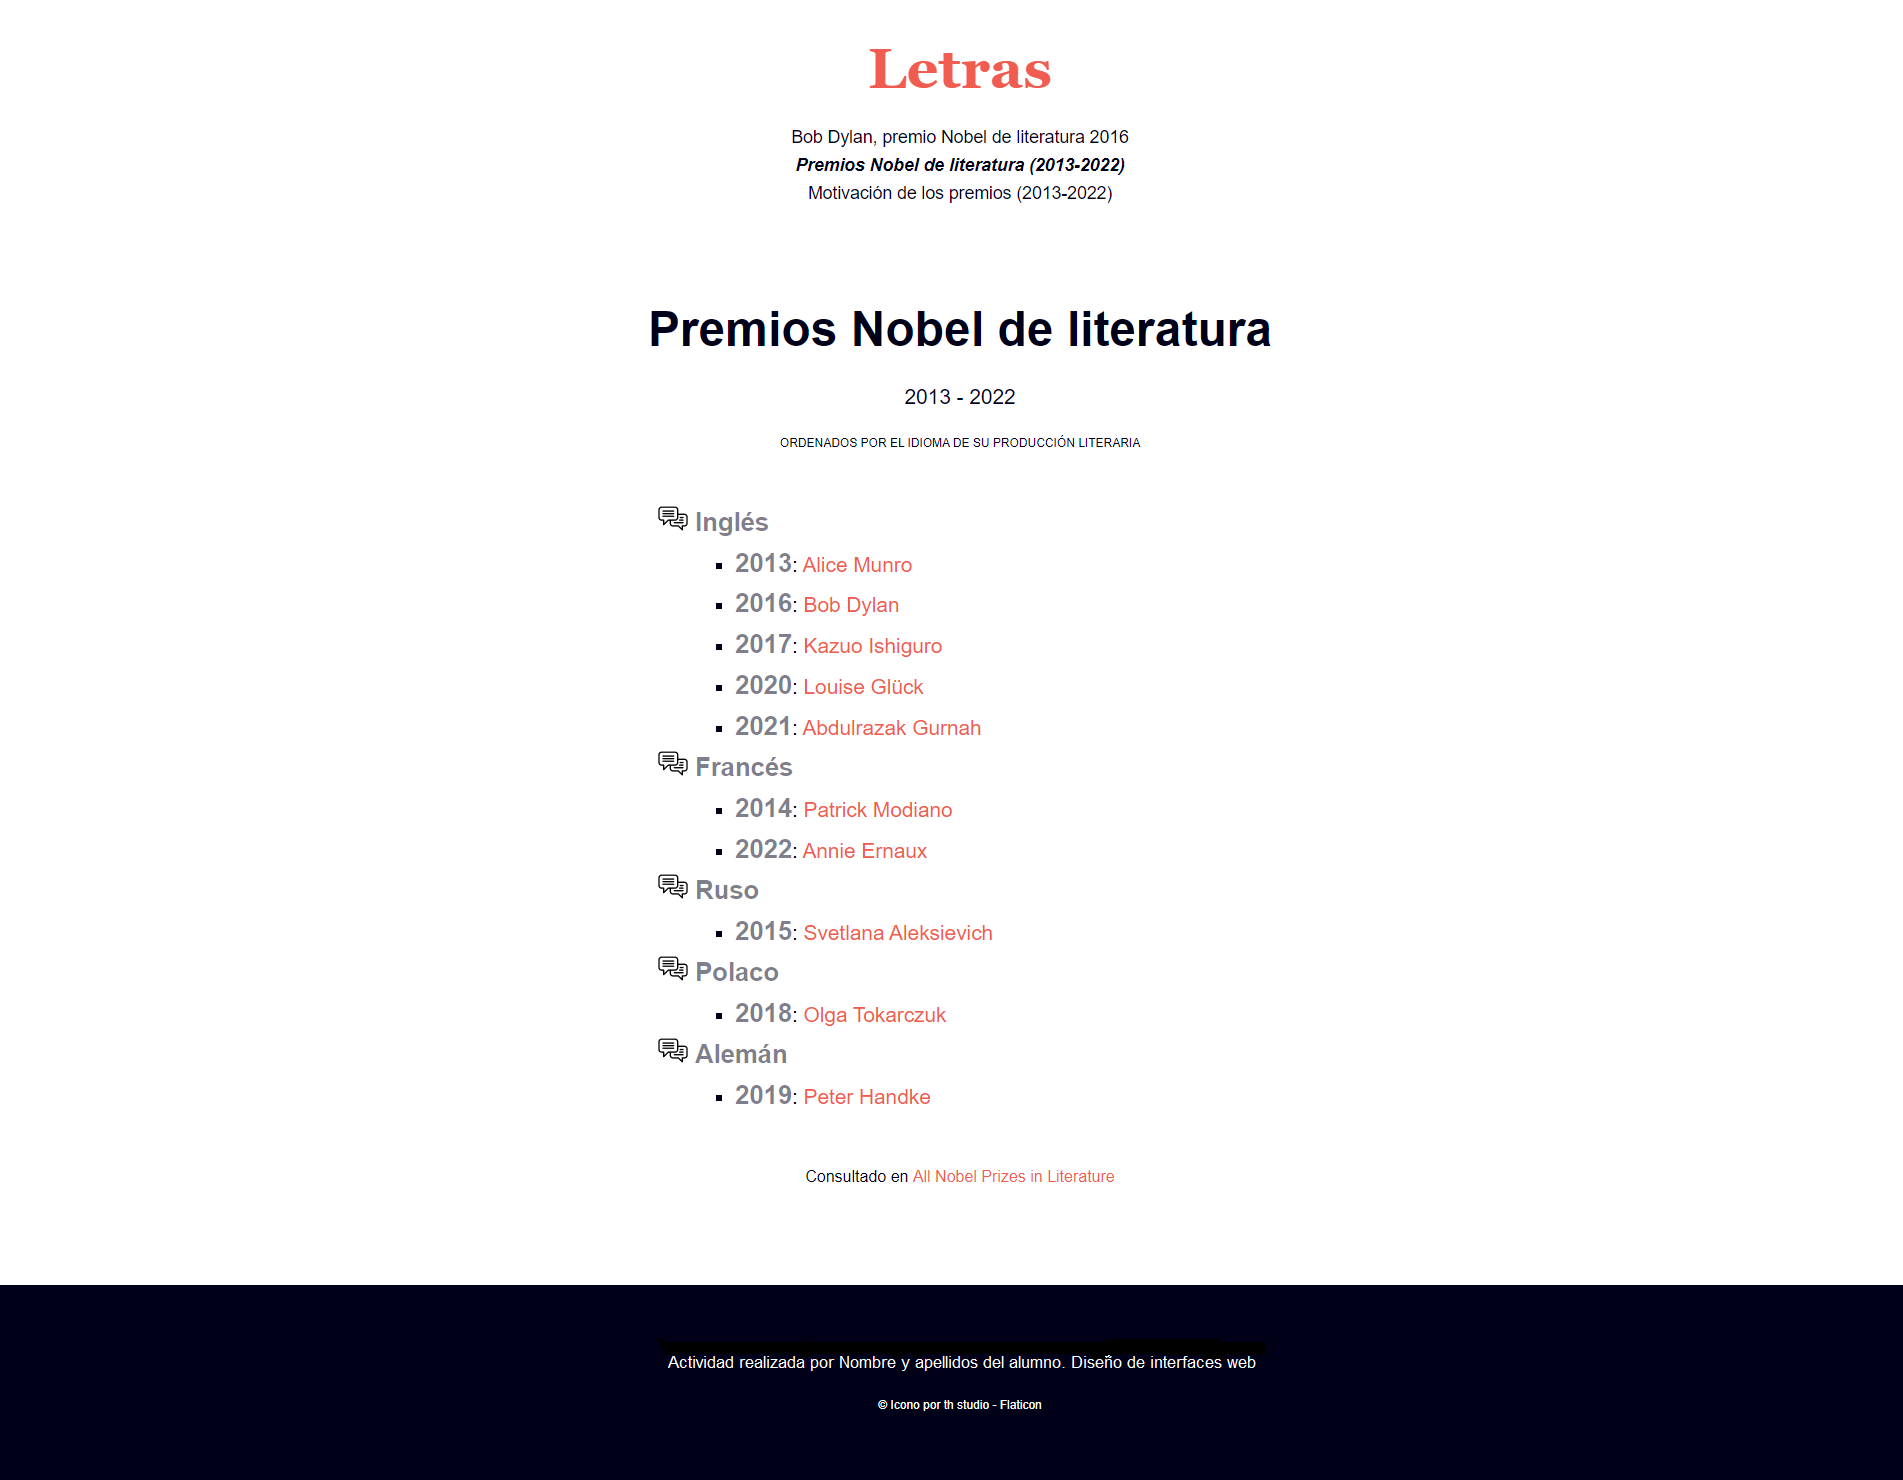 Letras
Bob Dylan, premio Nobel de literatura 2016
Premios Nobel de literatura (2013-2022)
Motivación de los premios (2013-2022)
Premios Nobel de literatura
2013 - 2022
ORDENADOS POR EL IDIOMA DE SU PRODUCCIÓN LITERARIA
Inglés
2013: Alice Munro
2016: Bob Dylan
2017: Kazuo Ishiguro
2020: Louise Glück
2021: Abdulrazak Gurnah
Francés
2014: Patrick Modiano
2022: Annie Ernaux
Ruso
2015: Svetlana Aleksievich
Polaco
2018: Olga Tokarczuk
Alemán
2019: Peter Handke
Consultado en All Nobel Prizes in Literature
Actividad realizada por Nombre y apellidos del alumno. Diseño de interfaces web
© Icono por th studio - Flaticon